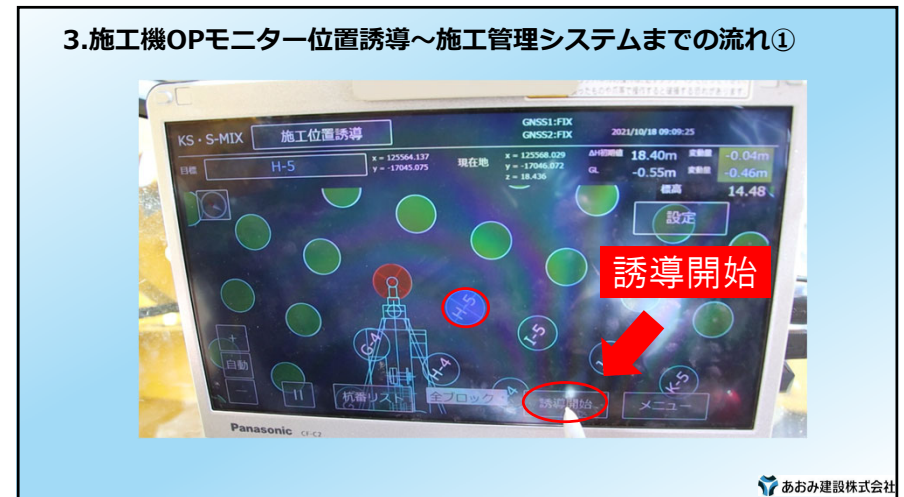 3.施工機OPモニター位置誘導～施工管理システムまでの流れ①
KS・S-MIX 施工位置誘導 GNSS1:FIX
GNSS2:FIX 2021/10/18 09:09:25
目標 H-5 x = 125564.137
y = -17045.075 現在地 x = 125568.029
y = -17046.072
z = 18.436
ΔH初期値 18.40m 変動量 -0.04m
GL -0.55m 変動量 -0.46m
標高 14.48
設定
誘導開始
H-5
I-5
G-4
H-4
K-5
+
自動
-
杭番リスト 全ブロック 誘導開始 メニュー
Panasonic CF-C2
あおみ建設株式会社